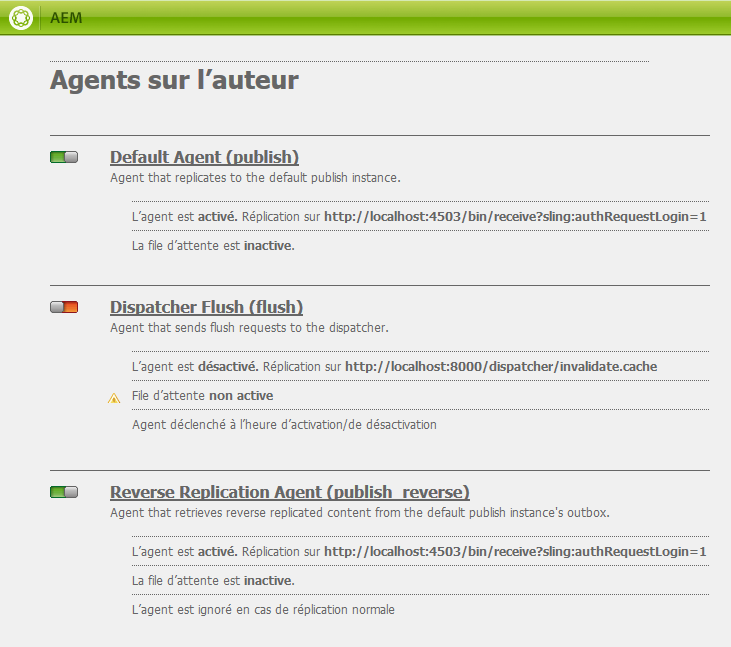 AEM
Agents sur l’auteur
Default Agent (publish)
Agent that replicates to the default publish instance.
L’agent est activé. Réplication sur http://localhost:4503/bin/receive?sling:authRequestLogin=1
La file d’attente est inactive.
Dispatcher Flush (flush)
Agent that sends flush requests to the dispatcher.
L’agent est désactivé. Réplication sur http://localhost:8000/dispatcher/invalidate.cache
File d’attente non active
Agent déclenché à l’heure d’activation/de désactivation
Reverse Replication Agent (publish_reverse)
Agent that retrieves reverse replicated content from the default publish instance's outbox.
L’agent est activé. Réplication sur http://localhost:4503/bin/receive?sling:authRequestLogin=1
La file d’attente est inactive.
L’agent est ignoré en cas de réplication normale